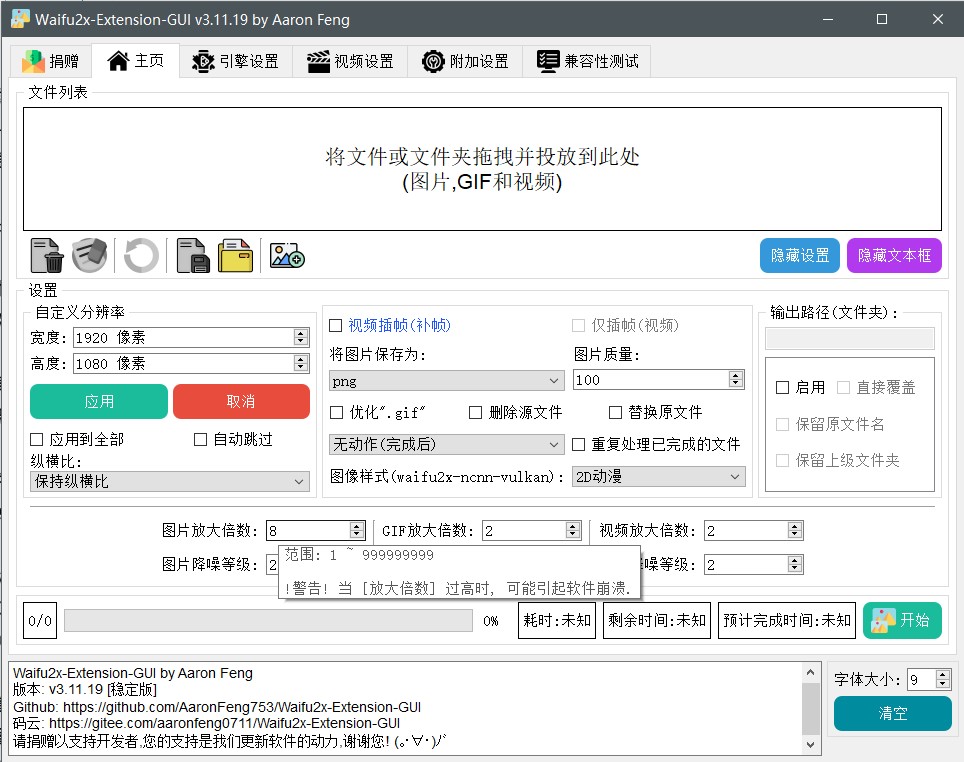 Waifu2x-Extension-GUI v3.11.19 by Aaron Feng
捐赠 主页 引擎设置 视频设置 附加设置 兼容性测试
文件列表
将文件或文件夹拖拽并投放到此处
(图片,GIF和视频)
隐藏设置 隐藏文本框
设置
自定义分辨率
宽度: 1920 像素
高度: 1080 像素
应用 取消
应用到全部 自动跳过
纵横比:
保持纵横比
视频插帧(补帧) 仅插帧(视频)
将图片保存为: 图片质量:
png 100
优化".gif" 删除源文件 替换原文件
无动作(完成后) 重复处理已完成的文件
图像样式(waifu2x-ncnn-vulkan): 2D动漫
输出路径(文件夹):
启用 直接覆盖
保留原文件名
保留上级文件夹
图片放大倍数: 8 GIF放大倍数: 2 视频放大倍数: 2
图片降噪等级: 2 噪等级: 2
范围: 1 ~ 999999999
!警告! 当 [放大倍数] 过高时, 可能引起软件崩溃.
0/0 0% 耗时:未知 剩余时间:未知 预计完成时间:未知 开始
Waifu2x-Extension-GUI by Aaron Feng
版本: v3.11.19 [稳定版]
Github: https://github.com/AaronFeng753/Waifu2x-Extension-GUI
码云: https://gitee.com/aaronfeng0711/Waifu2x-Extension-GUI
请捐赠以支持开发者,您的支持是我们更新软件的动力,谢谢您! (｡･∀･)ﾉﾞ
字体大小: 9
清空